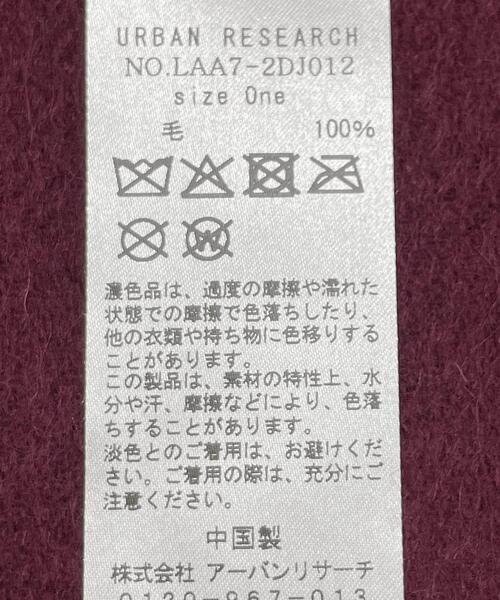 URBAN RESEARCH
NO.LAA7-2DJ012
size One
毛 100%
濃色品は、過度の摩擦や濡れた
状態での摩擦で色落ちしたり、
他の衣類や持ち物に色移りする
ことがあります。
この製品は、素材の特性上、水
分や汗、摩擦などにより、色落
ちすることがあります。
淡色とのご着用は、お避けくだ
さい。ご着用の際は、充分にご
注意ください。
中国製
株式会社 アーバンリサーチ
0120-967-013